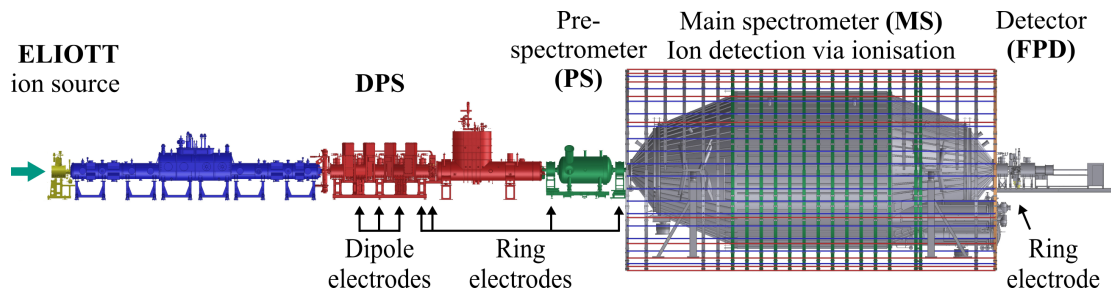 ELIOTT
ion source
DPS
Pre-
spectrometer
(PS)
Main spectrometer (MS)
Ion detection via ionisation
Detector
(FPD)
Dipole
electrodes
Ring
electrodes
Ring
electrode